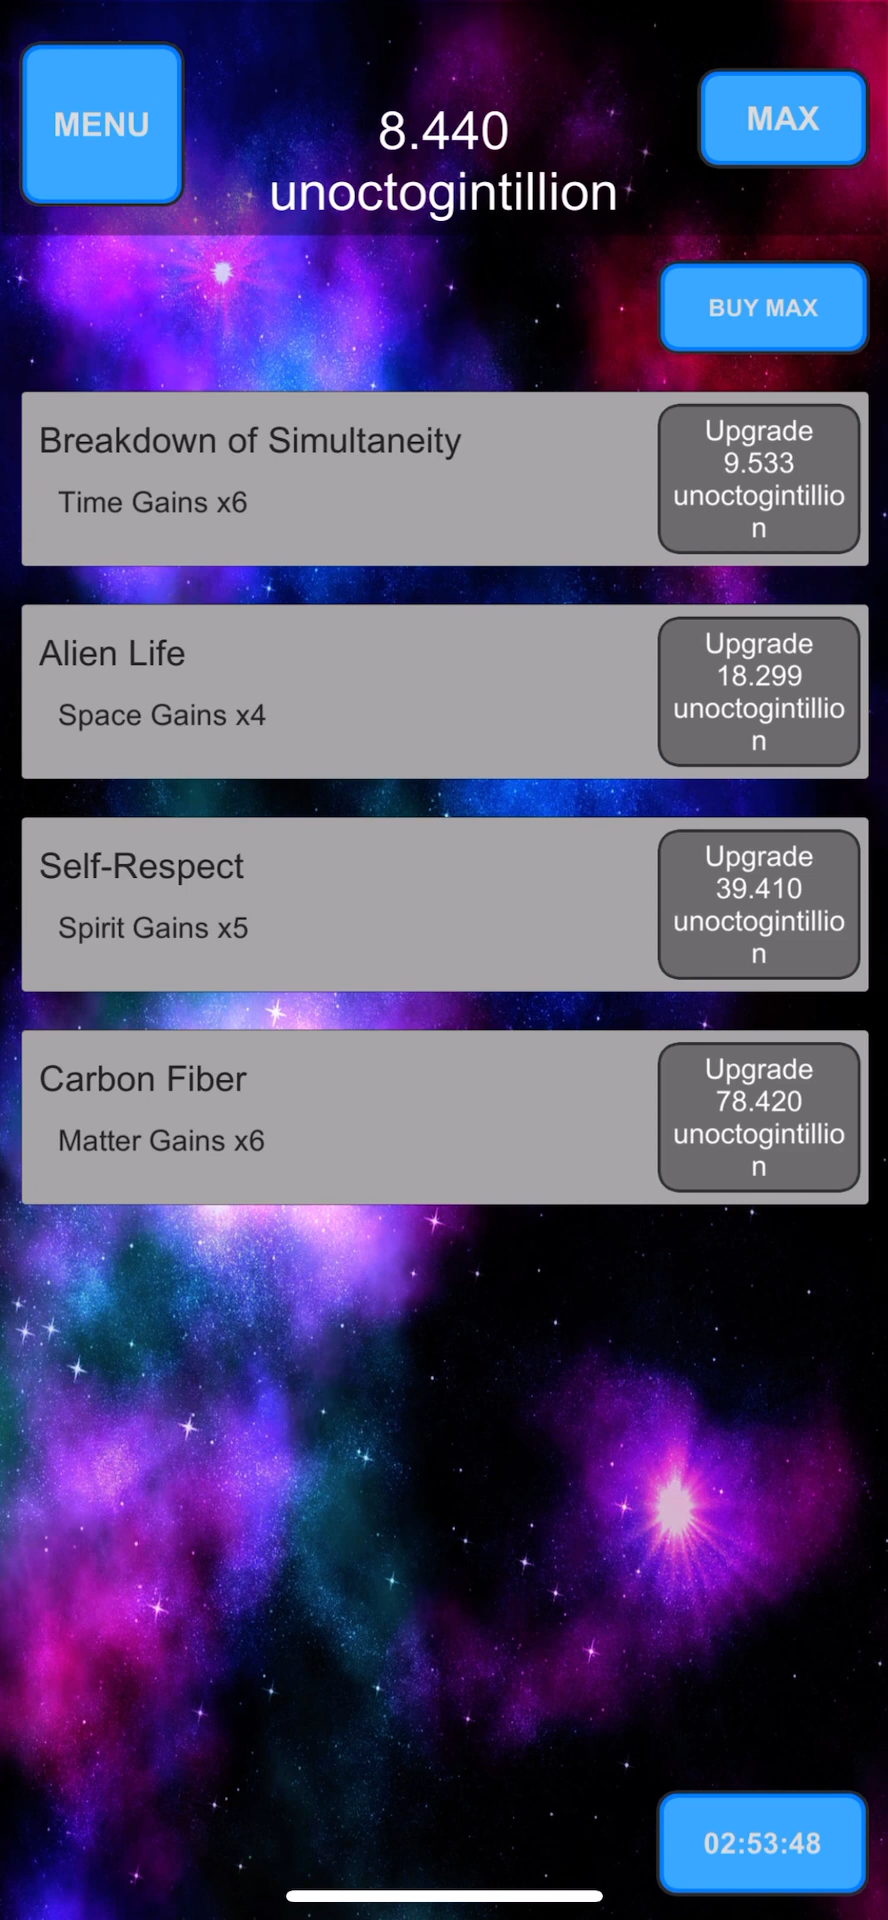 MENU
8.440
unoctogintillion
MAX
BUY MAX
Breakdown of Simultaneity
Time Gains x6
Upgrade
9.533
unoctogintillio
n
Alien Life
Space Gains x4
Upgrade
18.299
unoctogintillio
n
Self-Respect
Spirit Gains x5
Upgrade
39.410
unoctogintillio
n
Carbon Fiber
Matter Gains x6
Upgrade
78.420
unoctogintillio
n
02:53:48